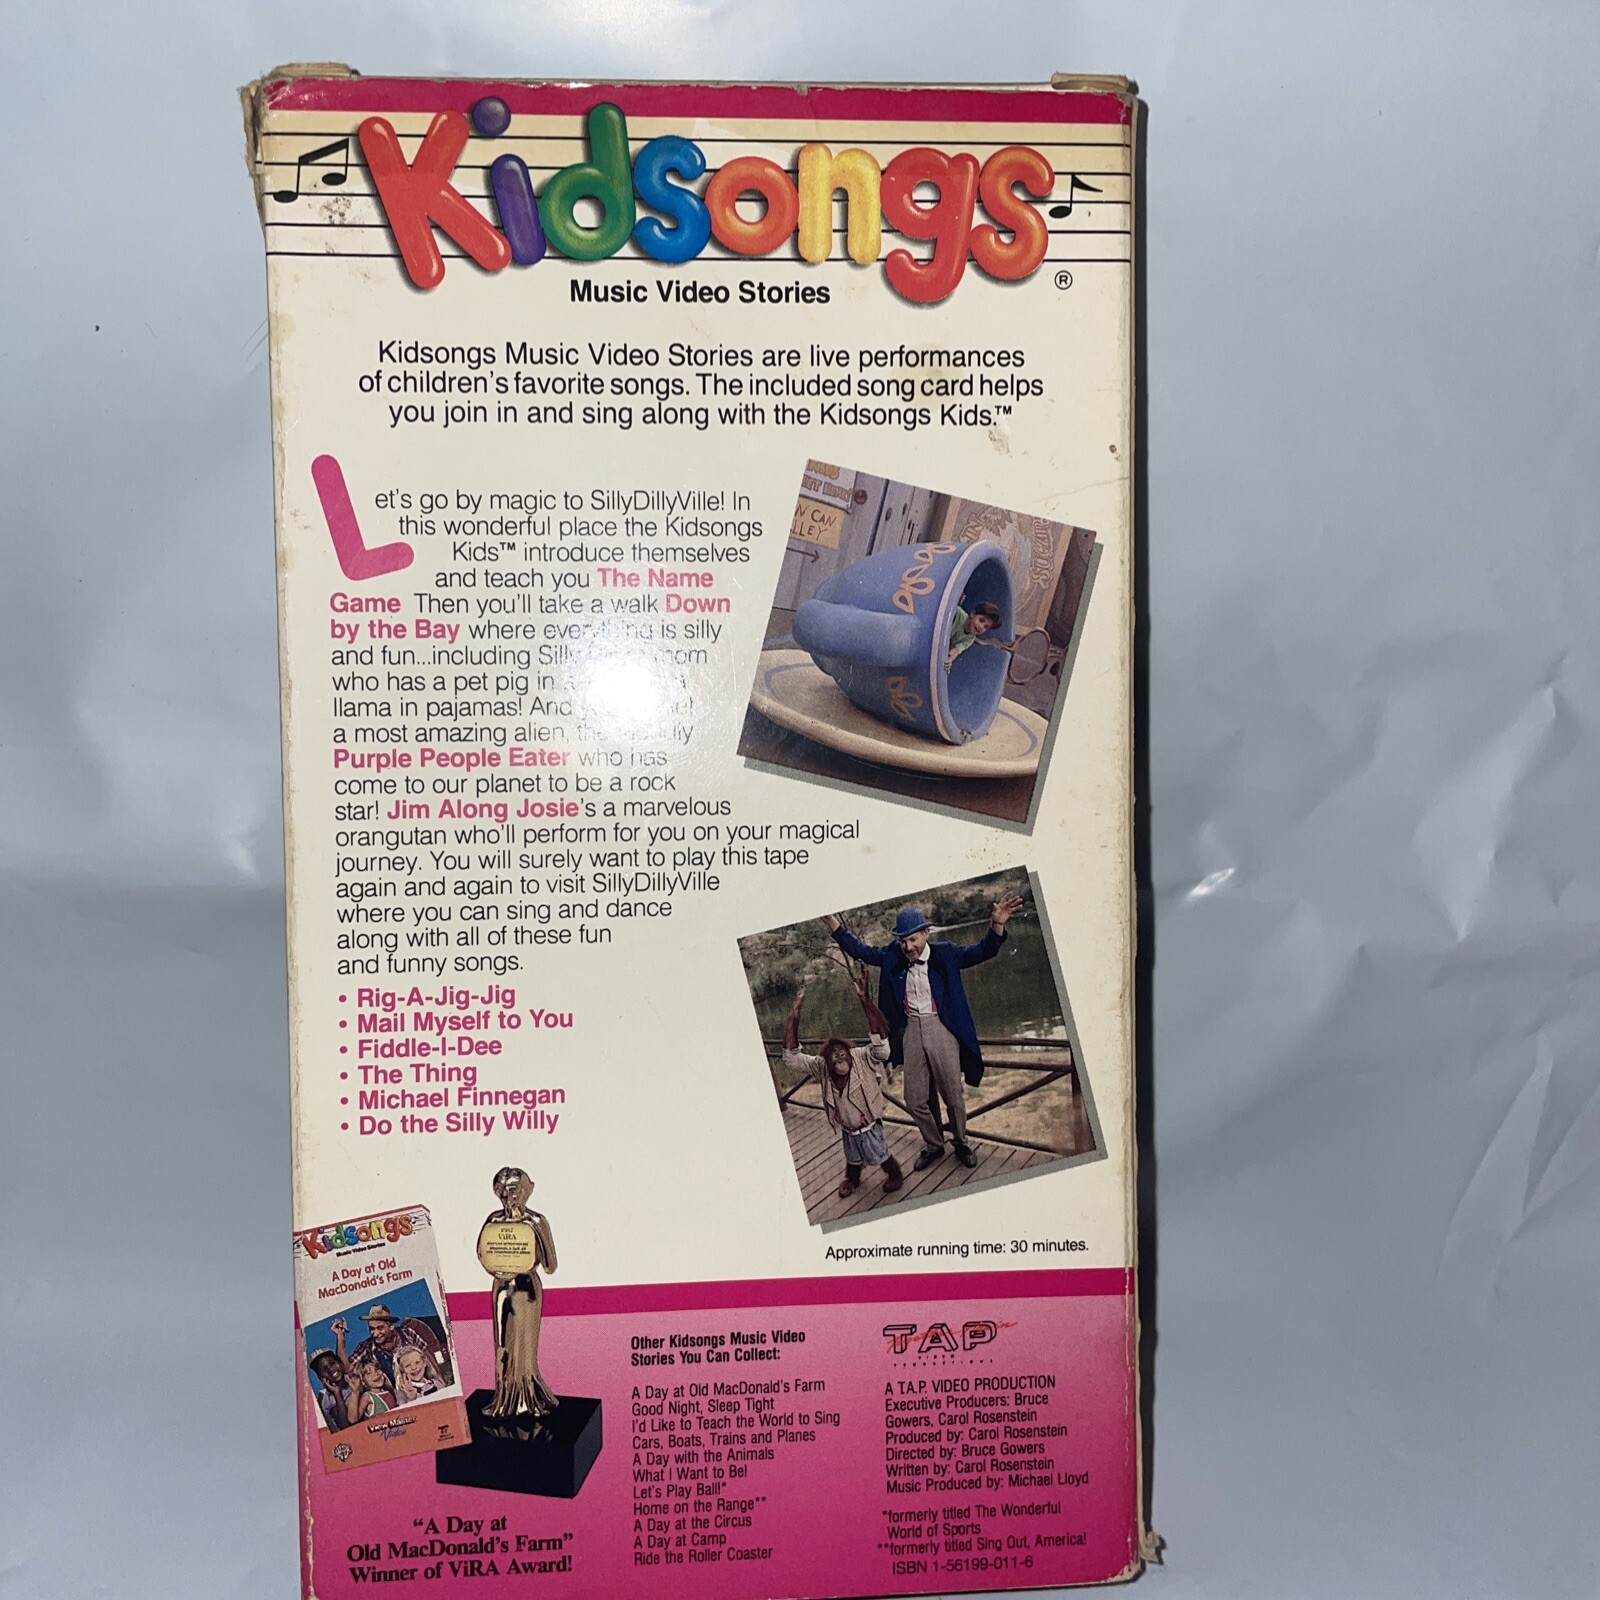 Kidsongs
®
Music Video Stories
Kidsongs Music Video Stories are live performances
of children's favorite songs. The included song card helps
you join in and sing along with the Kidsongs Kids.™
Let's go by magic to SillyDillyVille! In
this wonderful place the Kidsongs
Kids™ introduce themselves
and teach you The Name
Game Then you'll take a walk Down
by the Bay where everything is silly
and fun...including Silly mom
who has a pet pig in
llama in pajamas! And
a most amazing alien,
Purple People Eater who has
come to our planet to be a rock
star! Jim Along Josie's a marvelous
orangutan who'll perform for you on your magical
journey. You will surely want to play this tape
again and again to visit SillyDillyVille
where you can sing and dance
along with all of these fun
and funny songs.
• Rig-A-Jig-Jig
• Mail Myself to You
• Fiddle-I-Dee
• The Thing
• Michael Finnegan
• Do the Silly Willy
CAN
Approximate running time: 30 minutes.
Kidsongs
Music Video Stories
A Day at Old
MacDonald's Farm
View-Master
Video
ViRA
"A Day at
Old MacDonald's Farm"
Winner of ViRA Award!
Other Kidsongs Music Video
Stories You Can Collect:
A Day at Old MacDonald's Farm
Good Night, Sleep Tight
I'd Like to Teach the World to Sing
Cars, Boats, Trains and Planes
A Day with the Animals
What I Want to Be!
Let's Play Ball!*
Home on the Range**
A Day at the Circus
A Day at Camp
Ride the Roller Coaster
TAP
A T.A.P. VIDEO PRODUCTION
Executive Producers: Bruce
Gowers, Carol Rosenstein
Produced by: Carol Rosenstein
Directed by: Bruce Gowers
Written by: Carol Rosenstein
Music Produced by: Michael Lloyd
*formerly titled The Wonderful
World of Sports
**formerly titled Sing Out, America!
ISBN 1-56199-011-6